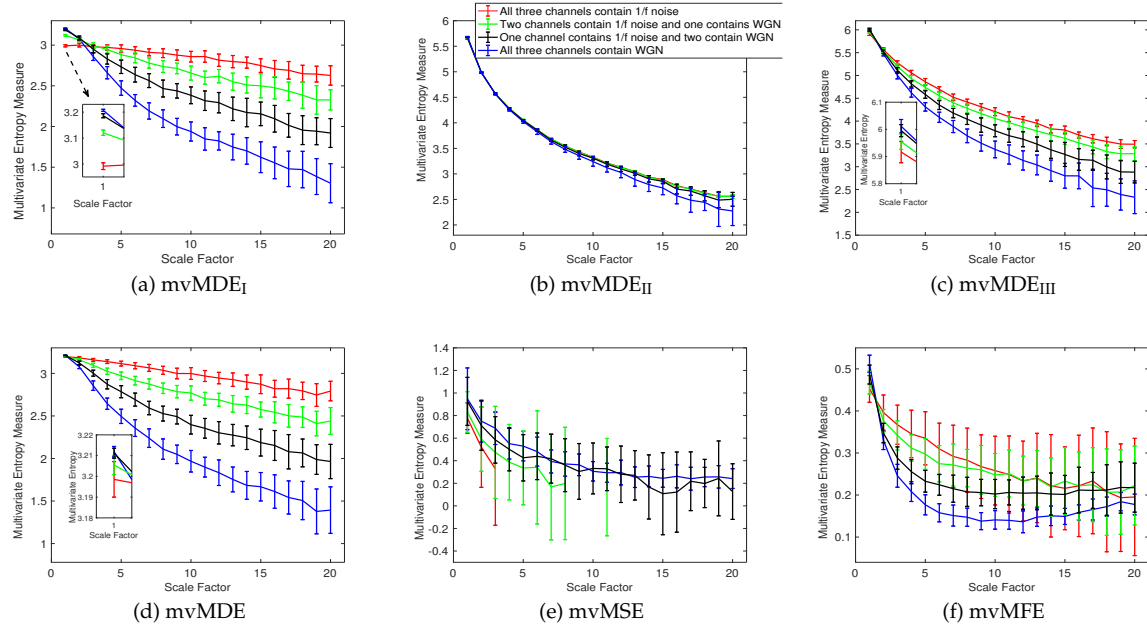 All three channels contain 1/f noise
Two channels contain 1/f noise and one contains WGN
One channel contains 1/f noise and two contain WGN
All three channels contain WGN
Multivariate Entropy Measure
3
2.5
2
1.5
1
3.2
3.1
3
1
Scale Factor
0 5 10 15 20
Scale Factor
(a) mvMDE_I
Multivariate Entropy Measure
5.5
5
4.5
4
3.5
3
2.5
2
0 5 10 15 20
Scale Factor
(b) mvMDE_II
Multivariate Entropy Measure
6
5.5
5
4.5
4
3.5
3
2.5
2
1.5
Multivariate Entropy
6.1
6
5.9
5.8
1
Scale Factor
0 5 10 15 20
Scale Factor
(c) mvMDE_III
Multivariate Entropy Measure
3
2.5
2
1.5
1
Multivariate Entropy Measure
3.22
3.21
3.2
3.19
3.18
1
Scale Factor
0 5 10 15 20
Scale Factor
(d) mvMDE
Multivariate Entropy Measure
1.4
1.2
1
0.8
0.6
0.4
0.2
0
-0.2
-0.4
0 5 10 15 20
Scale Factor
(e) mvMSE
Multivariate Entropy Measure
0.5
0.4
0.3
0.2
0.1
0 5 10 15 20
Scale Factor
(f) mvMFE